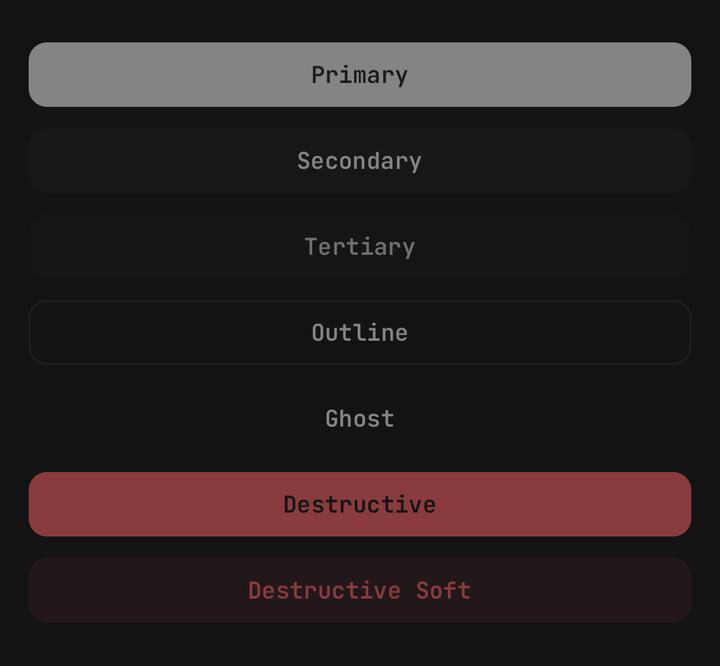 Primary
Secondary
Tertiary
Outline
Ghost
Destructive
Destructive Soft